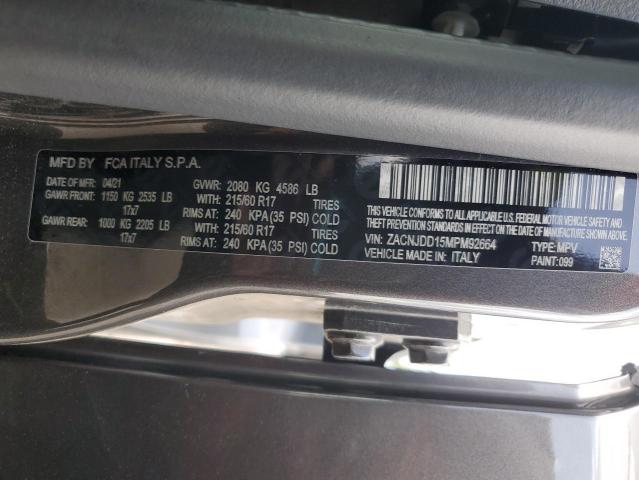 MFD BY FCA ITALY S.P.A.
DATE OF MFR: 04/21 GVWR: 2080 KG 4586 LB
GAWR FRONT: 1150 KG 2535 LB WITH 215/60 R17 TIRES
17x7 RIMS AT: 240 KPA (35 PSI) COLD
GAWR REAR: 1000 KG 2205 LB WITH 215/60 R17 TIRES
17x7 RIMS AT: 240 KPA (35 PSI) COLD
THIS VEHICLE CONFORMS TO ALL APPLICABLE
FEDERAL MOTOR VEHICLE SAFETY AND
THEFT PREVENTION STANDARDS IN EFFECT ON
THE DATE OF MANUFACTURE SHOWN ABOVE.
VIN: ZACNJDD15MPM92664 TYPE: MPV
VEHICLE MADE IN: ITALY PAINT: 099